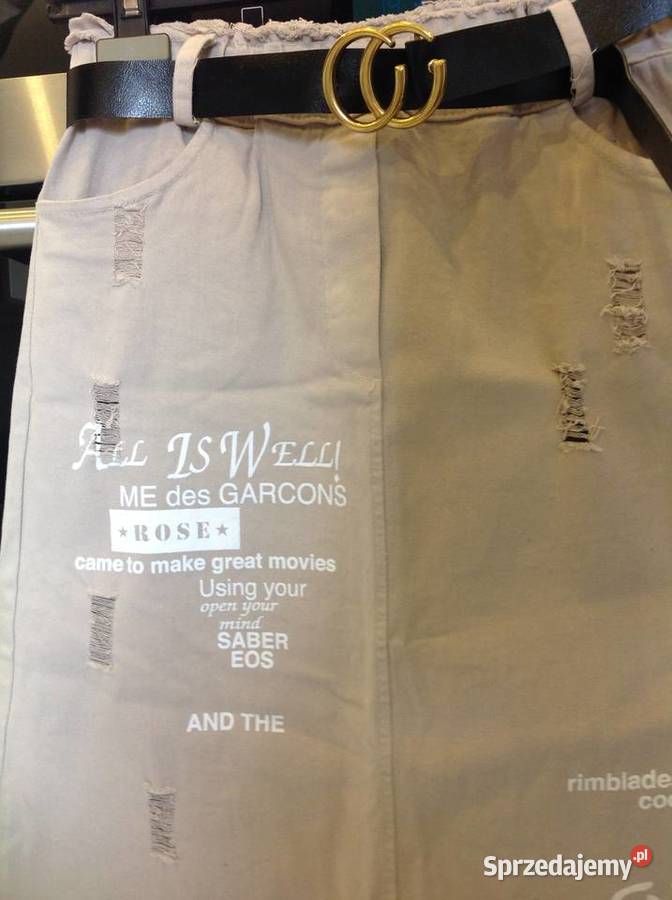 ALL IS WELL!
ME des GARCONS
★ROSE★
came to make great movies
Using your
open your
mind
SABER
EOS
AND THE
rimblade
coo
Sprzedajemy.pl